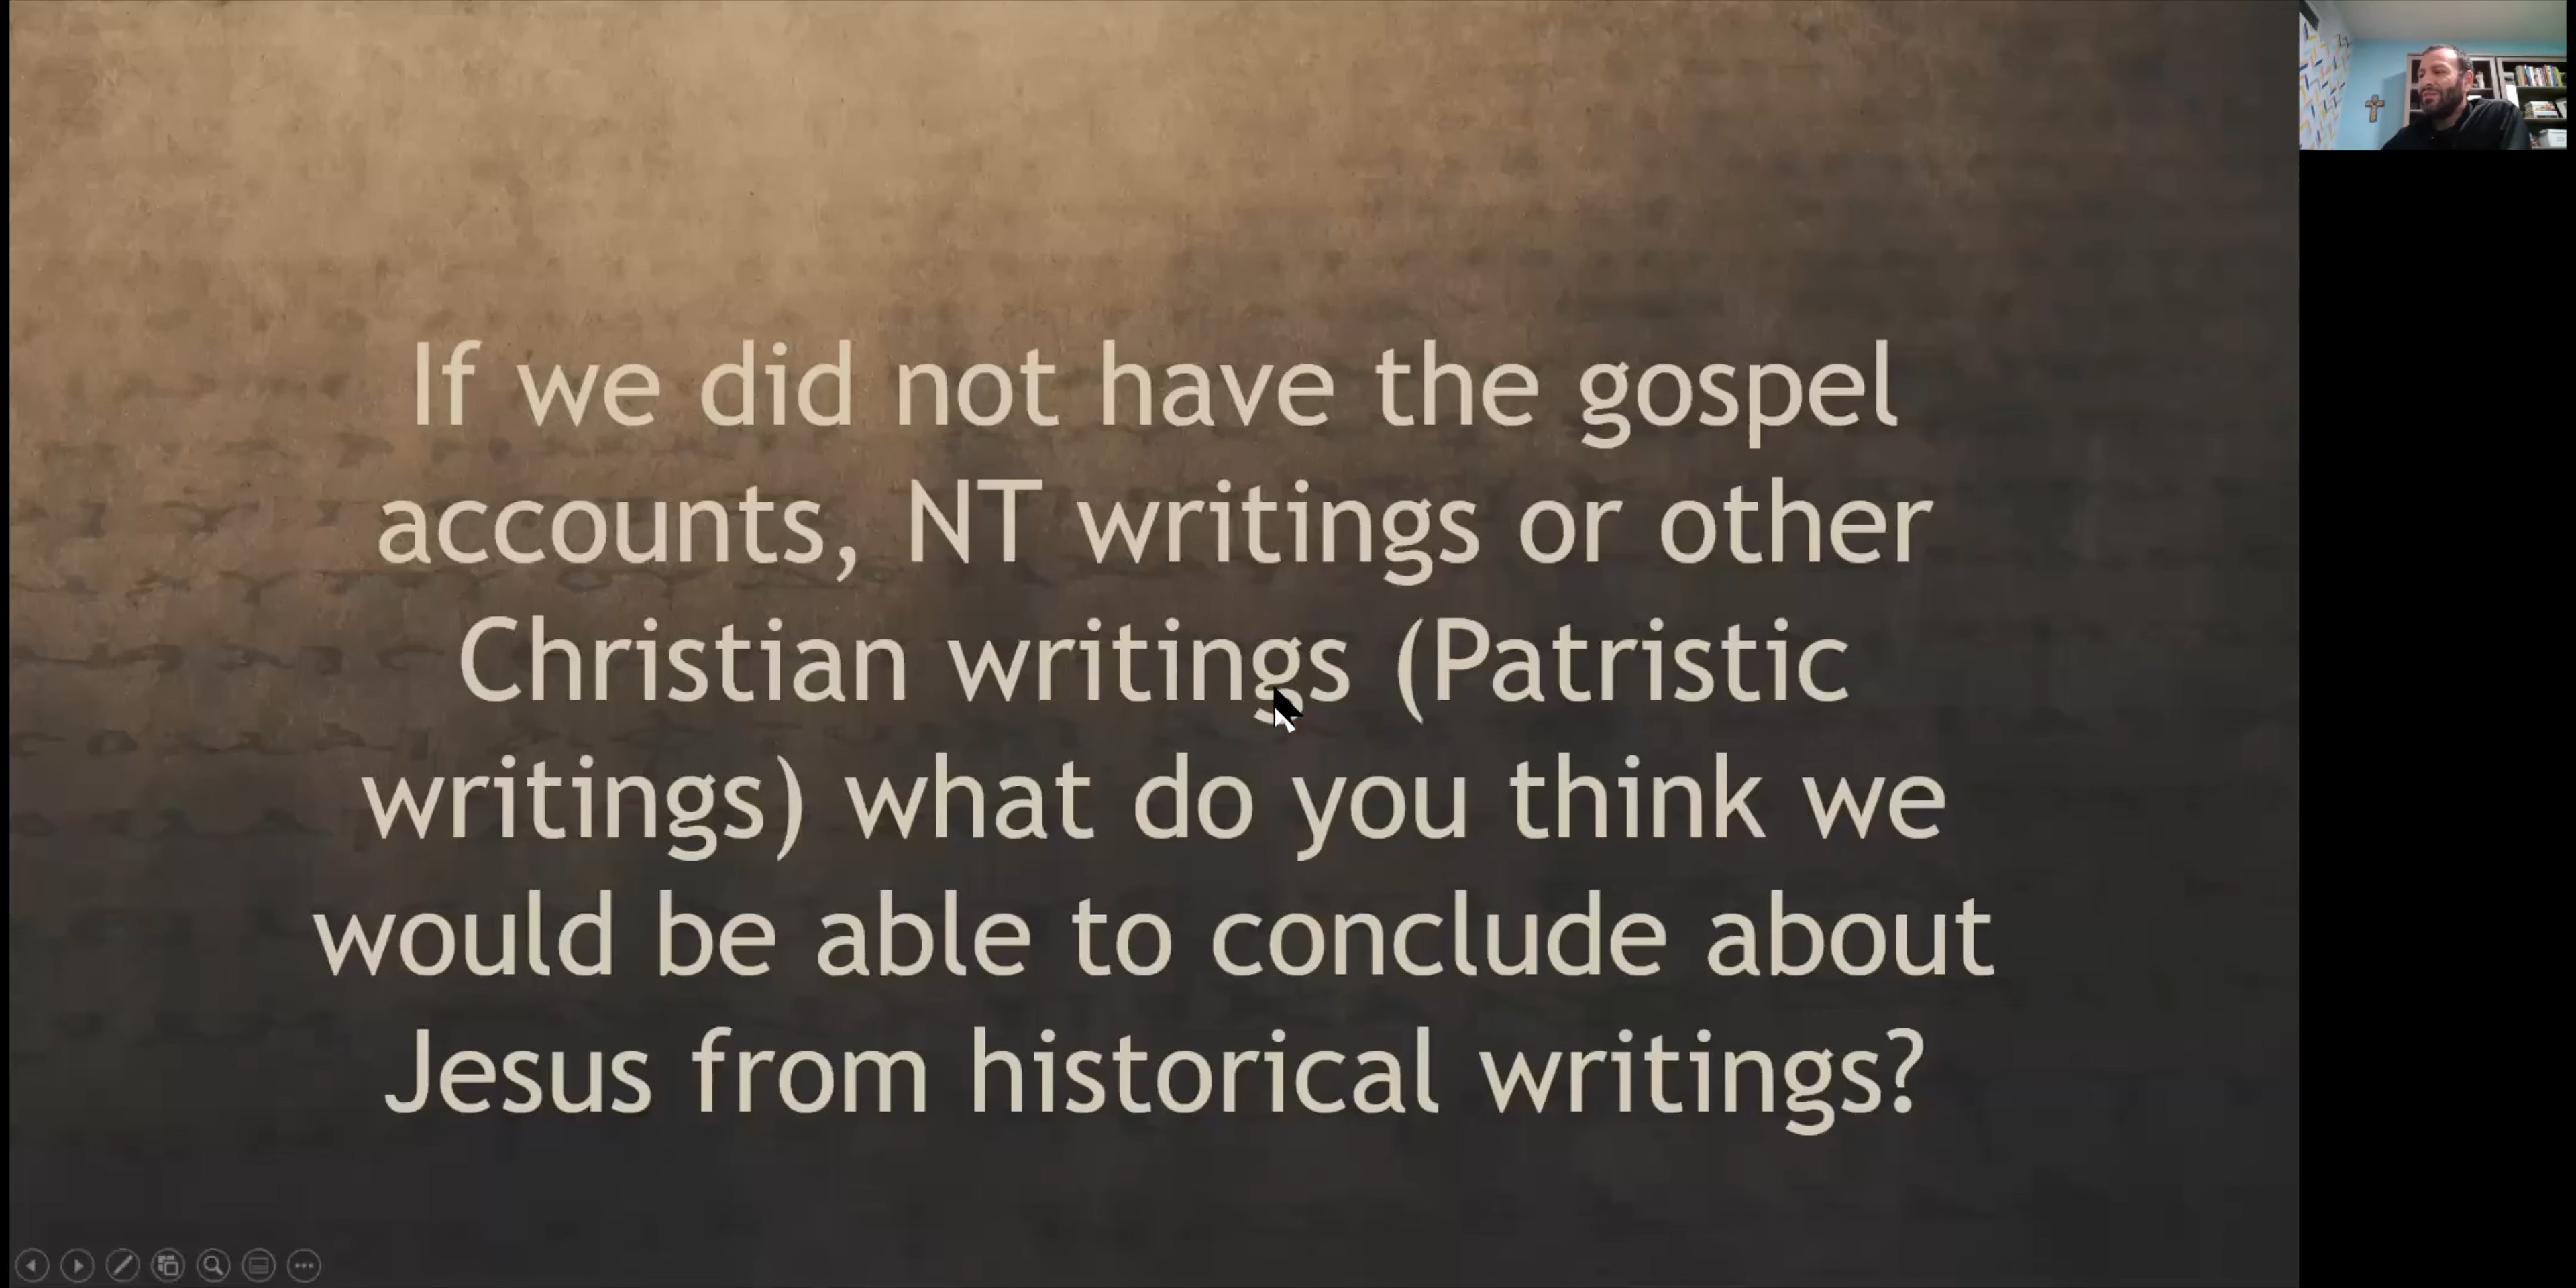 If we did not have the gospel
accounts, NT writings or other
Christian writings (Patristic
writings) what do you think we
would be able to conclude about
Jesus from historical writings?